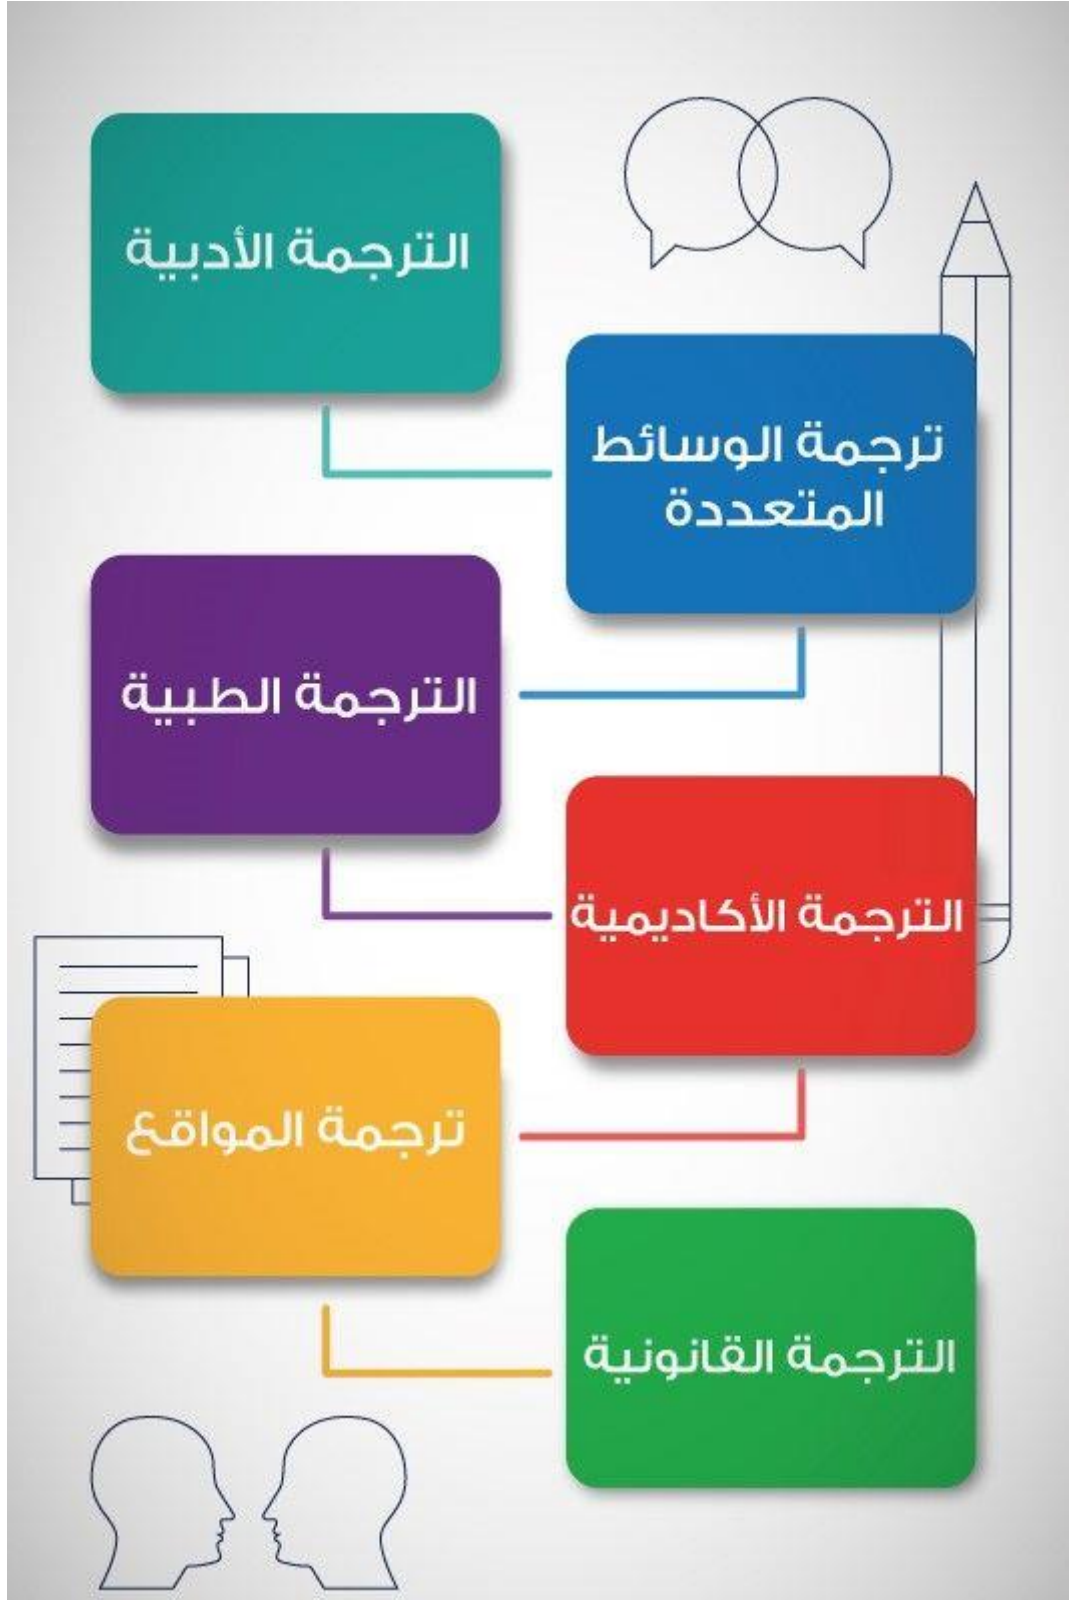 الترجمة الأدبية
ترجمة الوسائط
المتعددة
الترجمة الطبية
الترجمة الأكاديمية
ترجمة المواقع
الترجمة القانونية